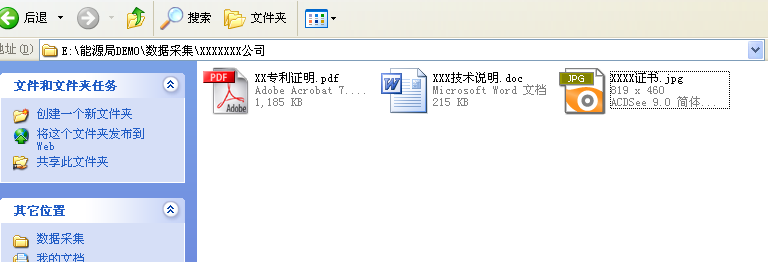 后退
搜索
文件夹
地址(D)
E:\能源局DEMO\数据采集\XXXXXXX公司
文件和文件夹任务
创建一个新文件夹
将这个文件夹发布到
Web
共享此文件夹
其它位置
数据采集
我的文档
PDF
Adobe
XX专利证明.pdf
Adobe Acrobat 7....
1,185 KB
W
XXX技术说明.doc
Microsoft Word 文档
215 KB
JPG
XXXX证书.jpg
819 x 460
ACDSee 9.0 简体...